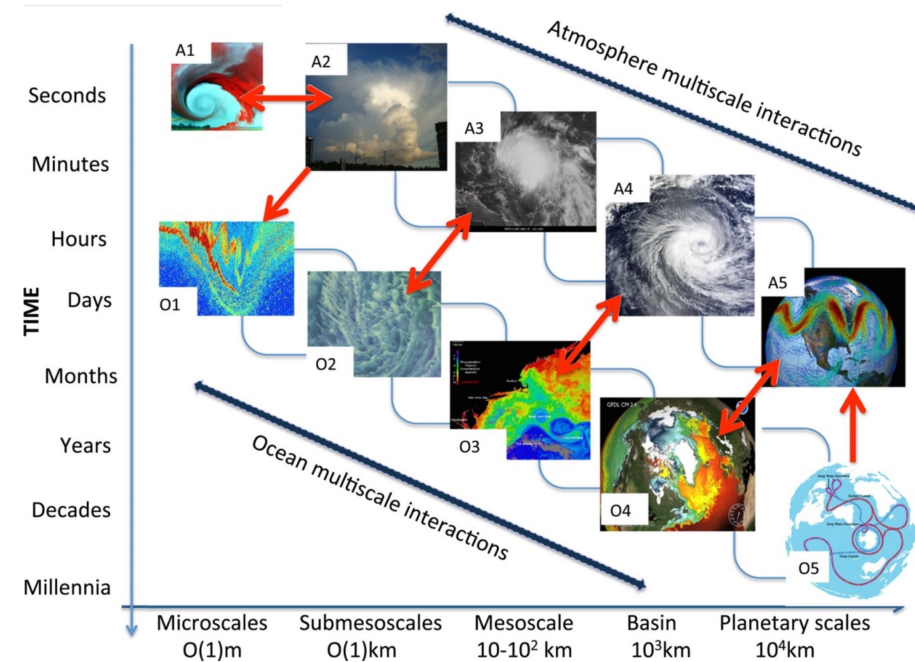 Atmosphere multiscale interactions
A1
A2
Seconds
A3
Minutes
A4
Hours
A5
Days
TIME
O1
O2
Months
GFDL CM 2.4
O3
Years
Ocean multiscale interactions
O4
Decades
O5
Millennia
Microscales
Submesoscales
Mesoscale
Basin
Planetary scales
O(1)m
O(1)km
10-10² km
10³km
10⁴km